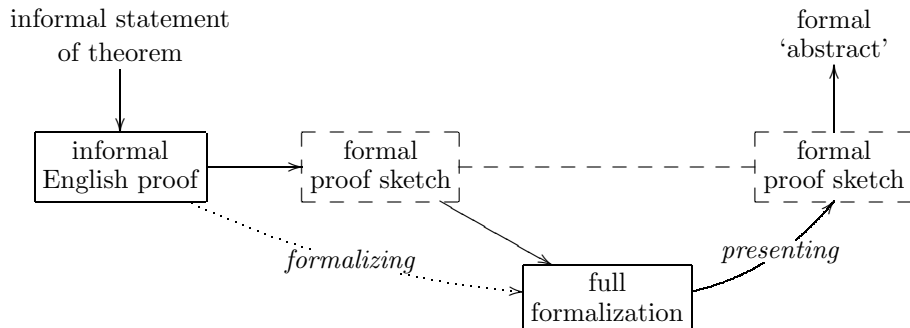 informal statement
of theorem
formal
‘abstract’
informal
English proof
formal
proof sketch
formal
proof sketch
formalizing
presenting
full
formalization